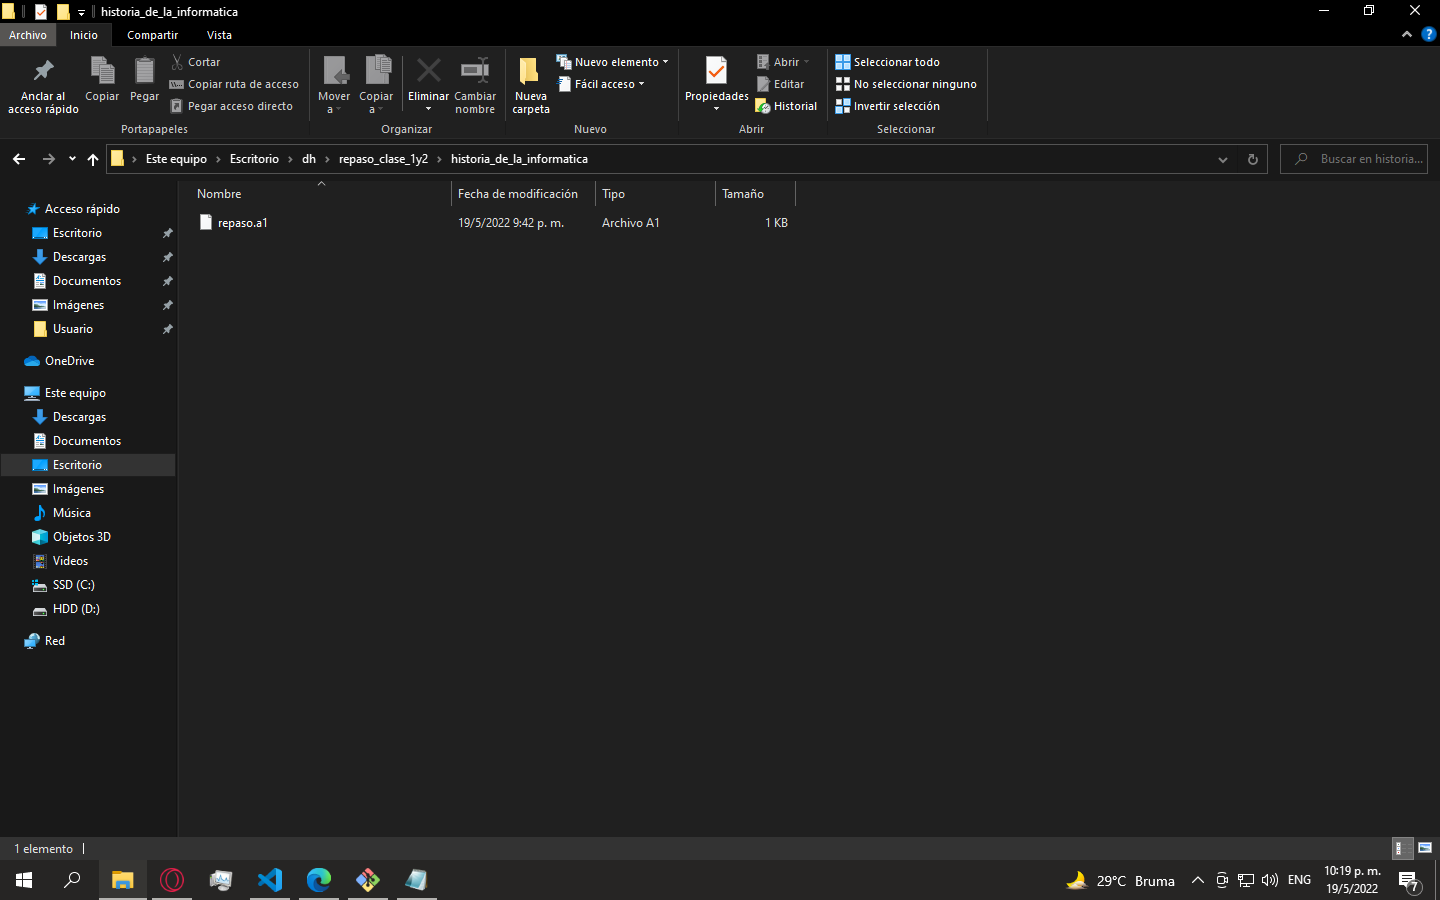 historia_de_la_informatica
Archivo Inicio Compartir Vista
Anclar al acceso rápido
Copiar
Pegar
Cortar
Copiar ruta de acceso
Pegar acceso directo
Portapapeles
Mover a
Copiar a
Eliminar
Cambiar nombre
Organizar
Nueva carpeta
Nuevo elemento
Fácil acceso
Nuevo
Propiedades
Abrir
Editar
Historial
Abrir
Seleccionar todo
No seleccionar ninguno
Invertir selección
Seleccionar
Este equipo > Escritorio > dh > repaso_clase_1y2 > historia_de_la_informatica
Buscar en historia...
Acceso rápido
Escritorio
Descargas
Documentos
Imágenes
Usuario
OneDrive
Este equipo
Descargas
Documentos
Escritorio
Imágenes
Música
Objetos 3D
Videos
SSD (C:)
HDD (D:)
Red
Nombre Fecha de modificación Tipo Tamaño
repaso.a1 19/5/2022 9:42 p. m. Archivo A1 1 KB
1 elemento
29°C Bruma
ENG
10:19 p. m.
19/5/2022
7